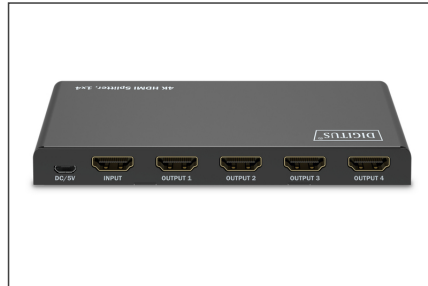 4K HDMI Splitter, 1x4
DIGITUS®
DC/5V INPUT OUTPUT 1 OUTPUT 2 OUTPUT 3 OUTPUT 4